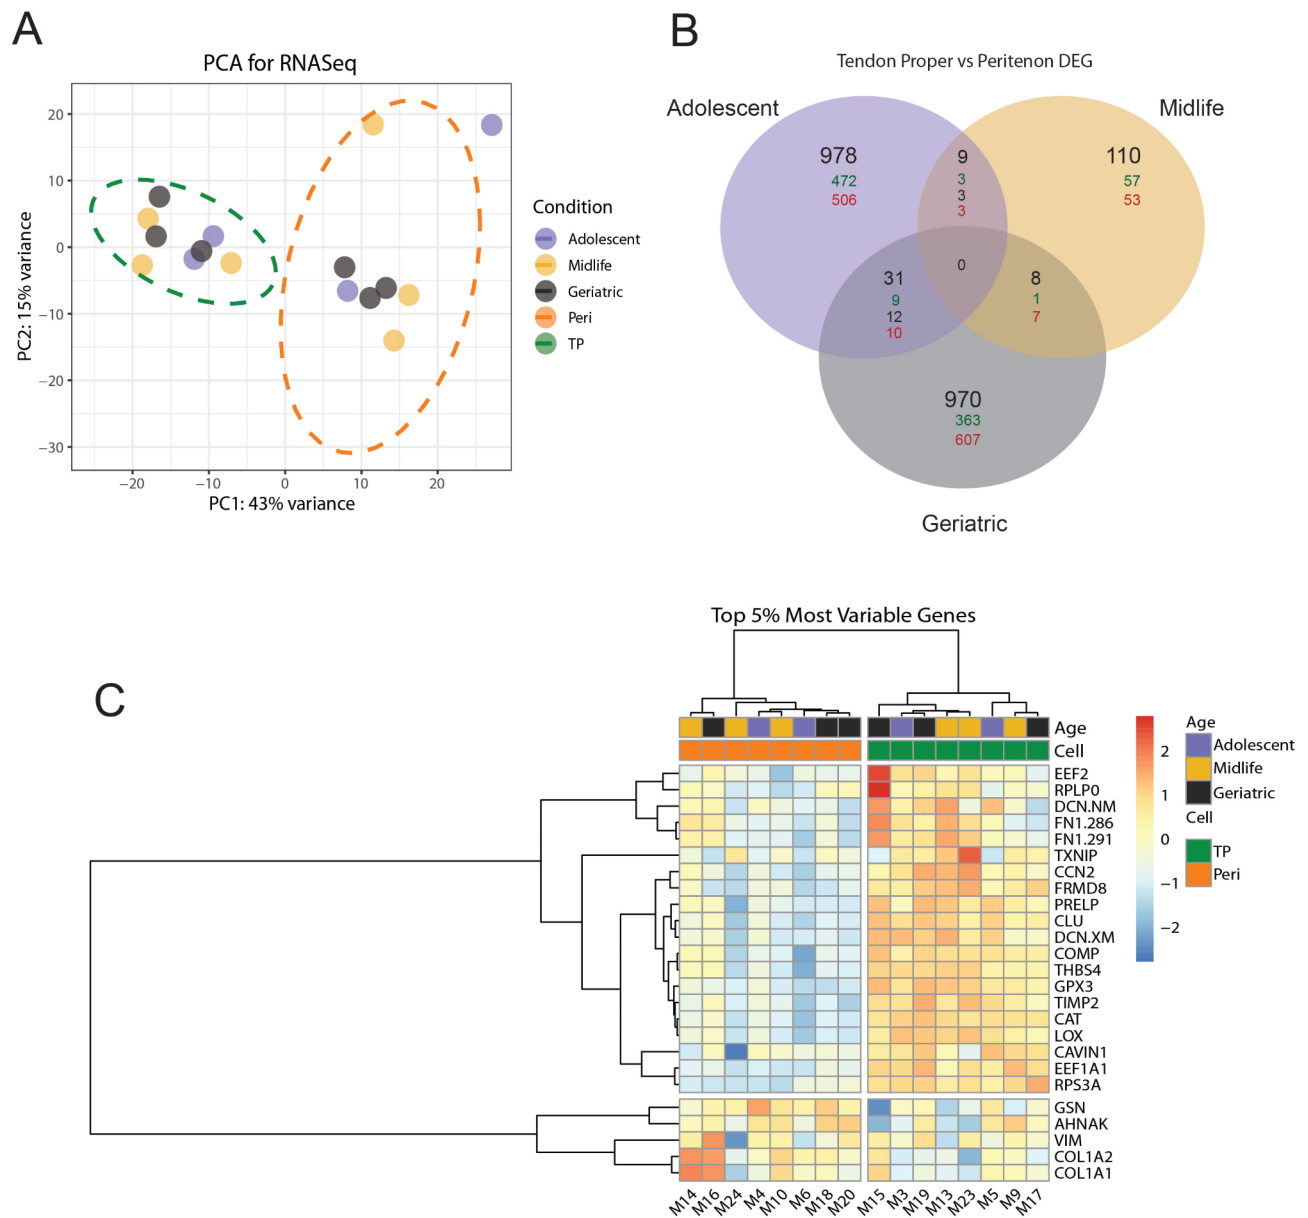 A
PCA for RNASeq
20
10
0
−10
−20
−30
PC2: 15% variance
−20
−10
0
10
20
PC1: 43% variance
Condition
Adolescent
Midlife
Geriatric
Peri
TP
B
Tendon Proper vs Peritenon DEG
Adolescent
Midlife
978
472
506
9
3
3
3
110
57
53
0
31
9
12
10
8
1
7
970
363
607
Geriatric
C
Top 5% Most Variable Genes
Age
Cell
EEF2
RPLP0
DCN.NM
FN1.286
FN1.291
TXNIP
CCN2
FRMD8
PRELP
CLU
DCN.XM
COMP
THBS4
GPX3
TIMP2
CAT
LOX
CAVIN1
EEF1A1
RPS3A
GSN
AHNAK
VIM
COL1A2
COL1A1
M14
M16
M24
M4
M10
M6
M18
M20
M15
M3
M19
M13
M23
M5
M9
M17
2
1
0
−1
−2
Age
Adolescent
Midlife
Geriatric
Cell
TP
Peri